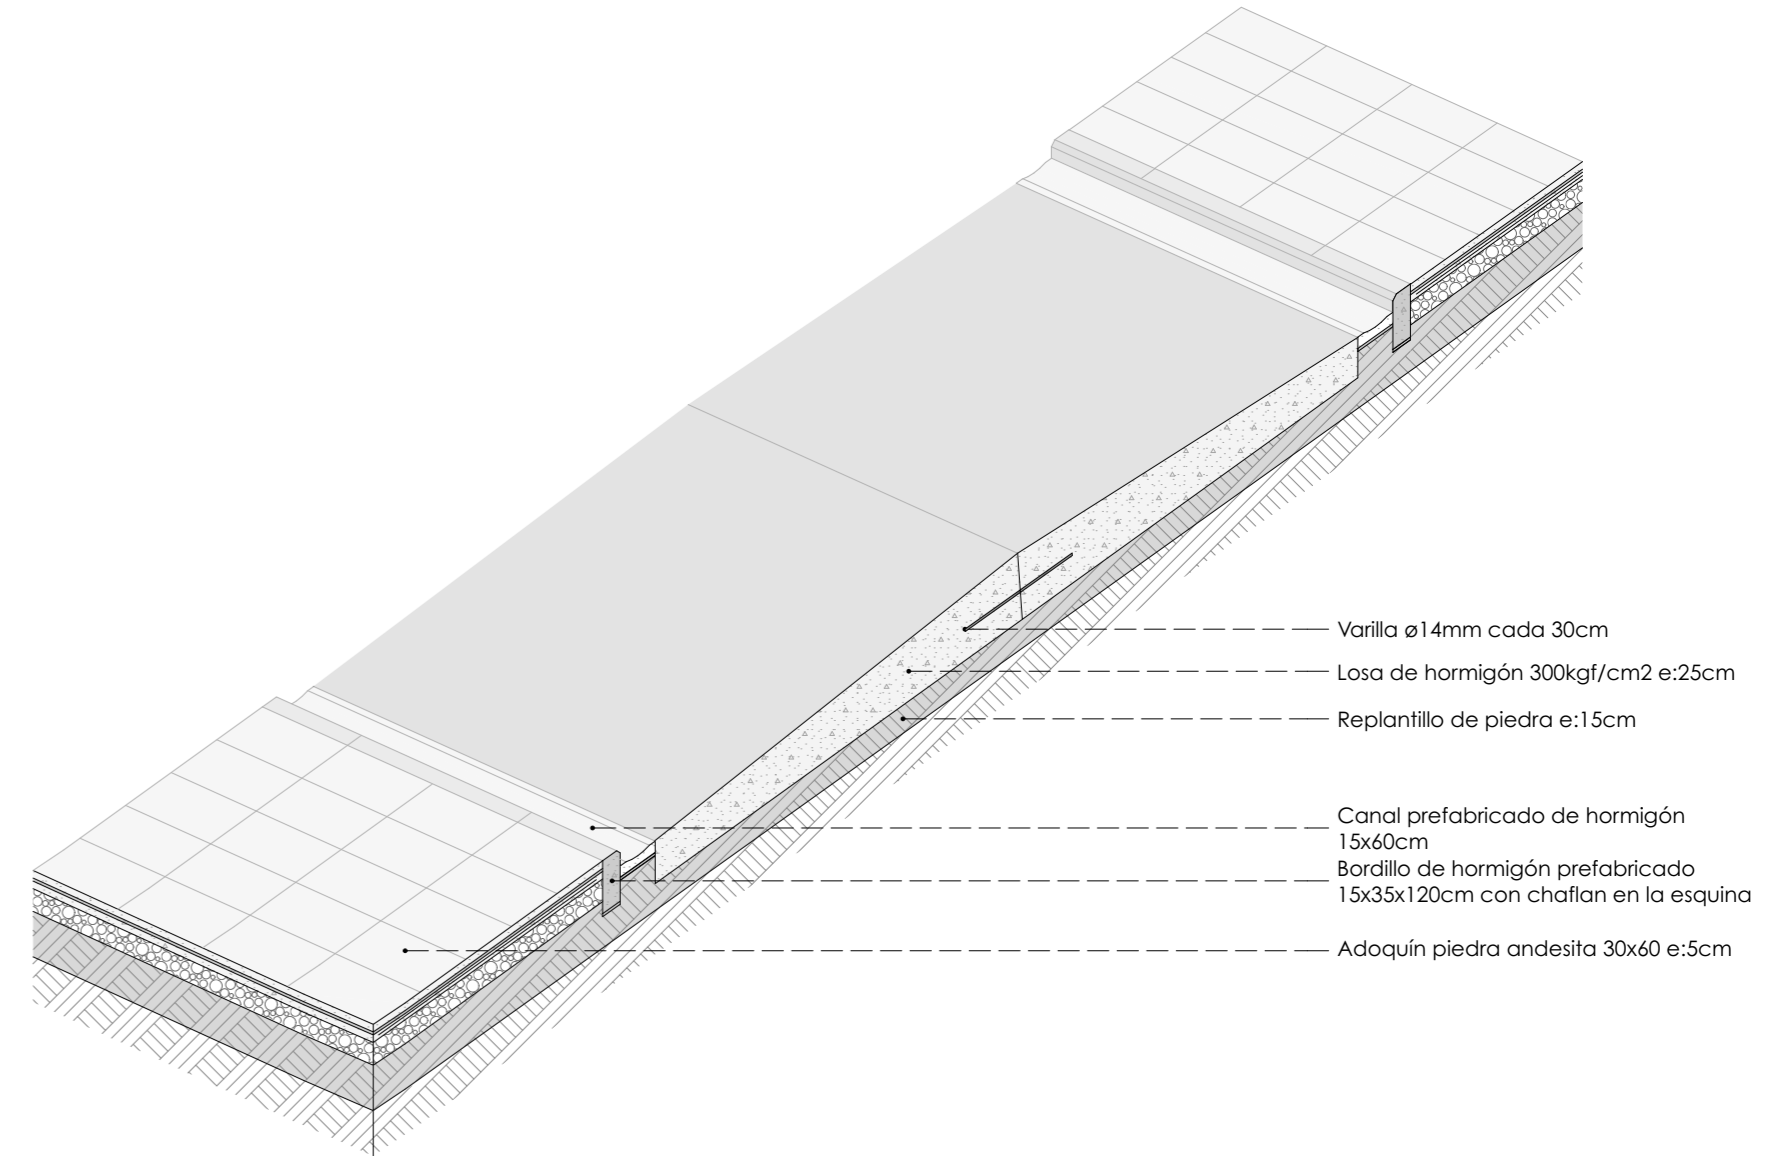 Varilla ø14mm cada 30cm
Losa de hormigón 300kgf/cm2 e:25cm
Replantillo de piedra e:15cm
Canal prefabricado de hormigón
15x60cm
Bordillo de hormigón prefabricado
15x35x120cm con chaflan en la esquina
Adoquín piedra andesita 30x60 e:5cm